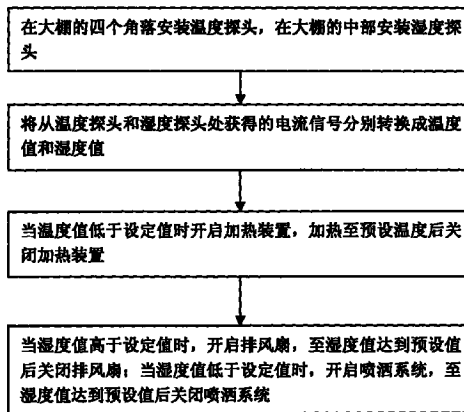 在大棚的四个角落安装温度探头，在大棚的中部安装湿度探
头
将从温度探头和湿度探头处获得的电流信号分别转换成温度
值和湿度值
当温度值低于设定值时开启加热装置，加热至预设温度后关
闭加热装置
当湿度值高于设定值时，开启排风扇，至湿度值达到预设值
后关闭排风扇；当湿度值低于设定值时，开启喷洒系统，至
湿度值达到预设值后关闭喷洒系统